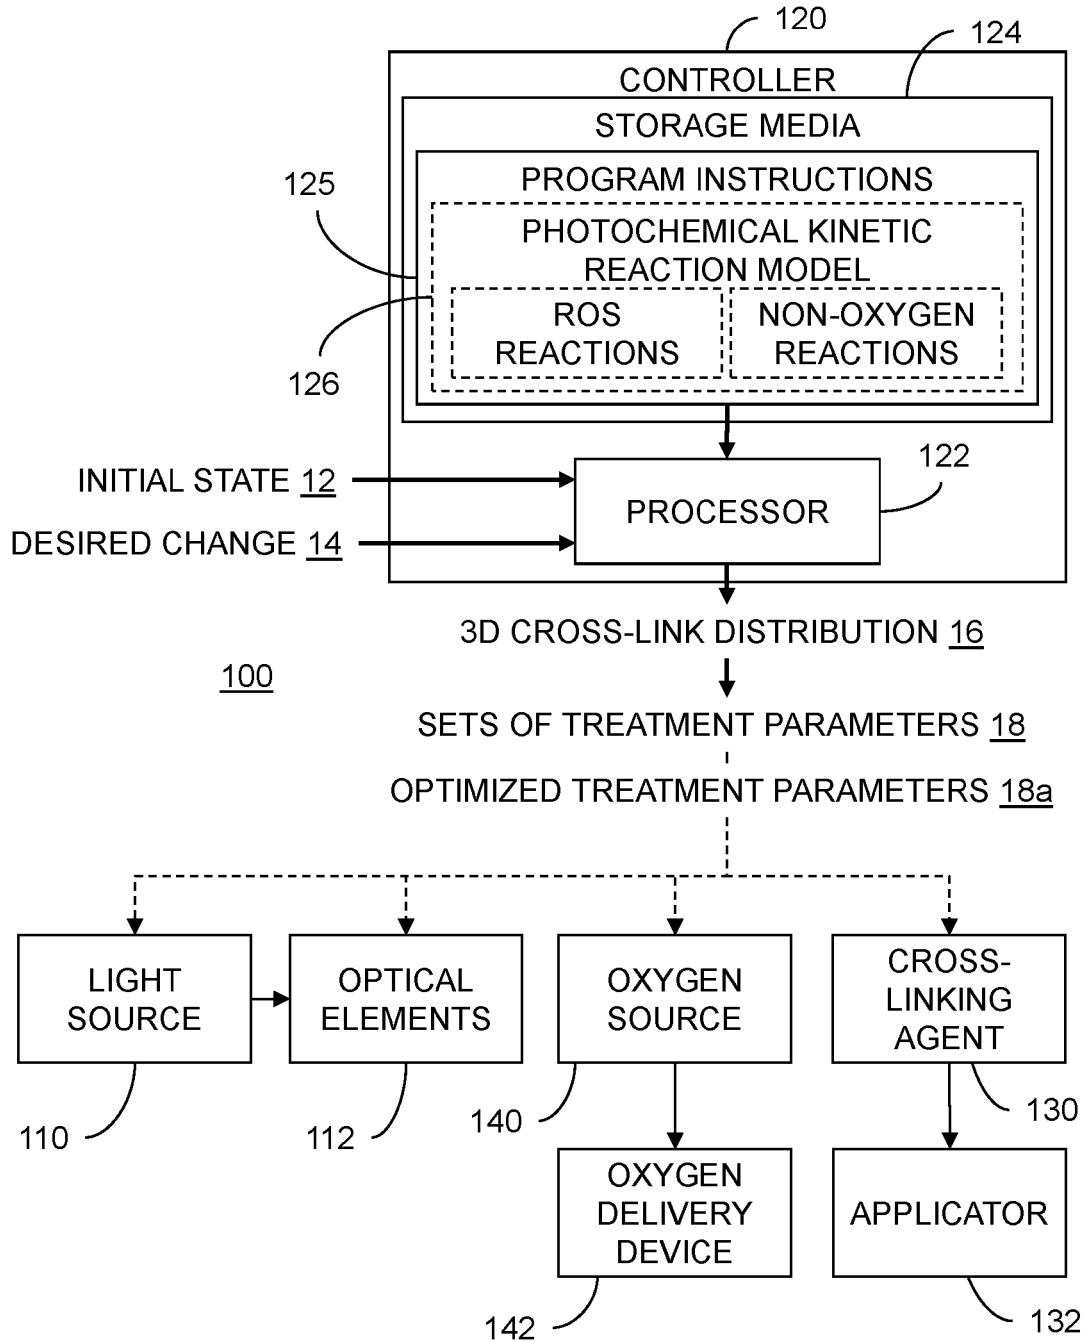 120
124
CONTROLLER
STORAGE MEDIA
PROGRAM INSTRUCTIONS
125
PHOTOCHEMICAL KINETIC
REACTION MODEL
126
ROS
REACTIONS
NON-OXYGEN
REACTIONS
INITIAL STATE 12
122
PROCESSOR
DESIRED CHANGE 14
3D CROSS-LINK DISTRIBUTION 16
100
SETS OF TREATMENT PARAMETERS 18
OPTIMIZED TREATMENT PARAMETERS 18a
LIGHT
SOURCE
OPTICAL
ELEMENTS
OXYGEN
SOURCE
CROSS-
LINKING
AGENT
110
112
140
130
OXYGEN
DELIVERY
DEVICE
APPLICATOR
142
132